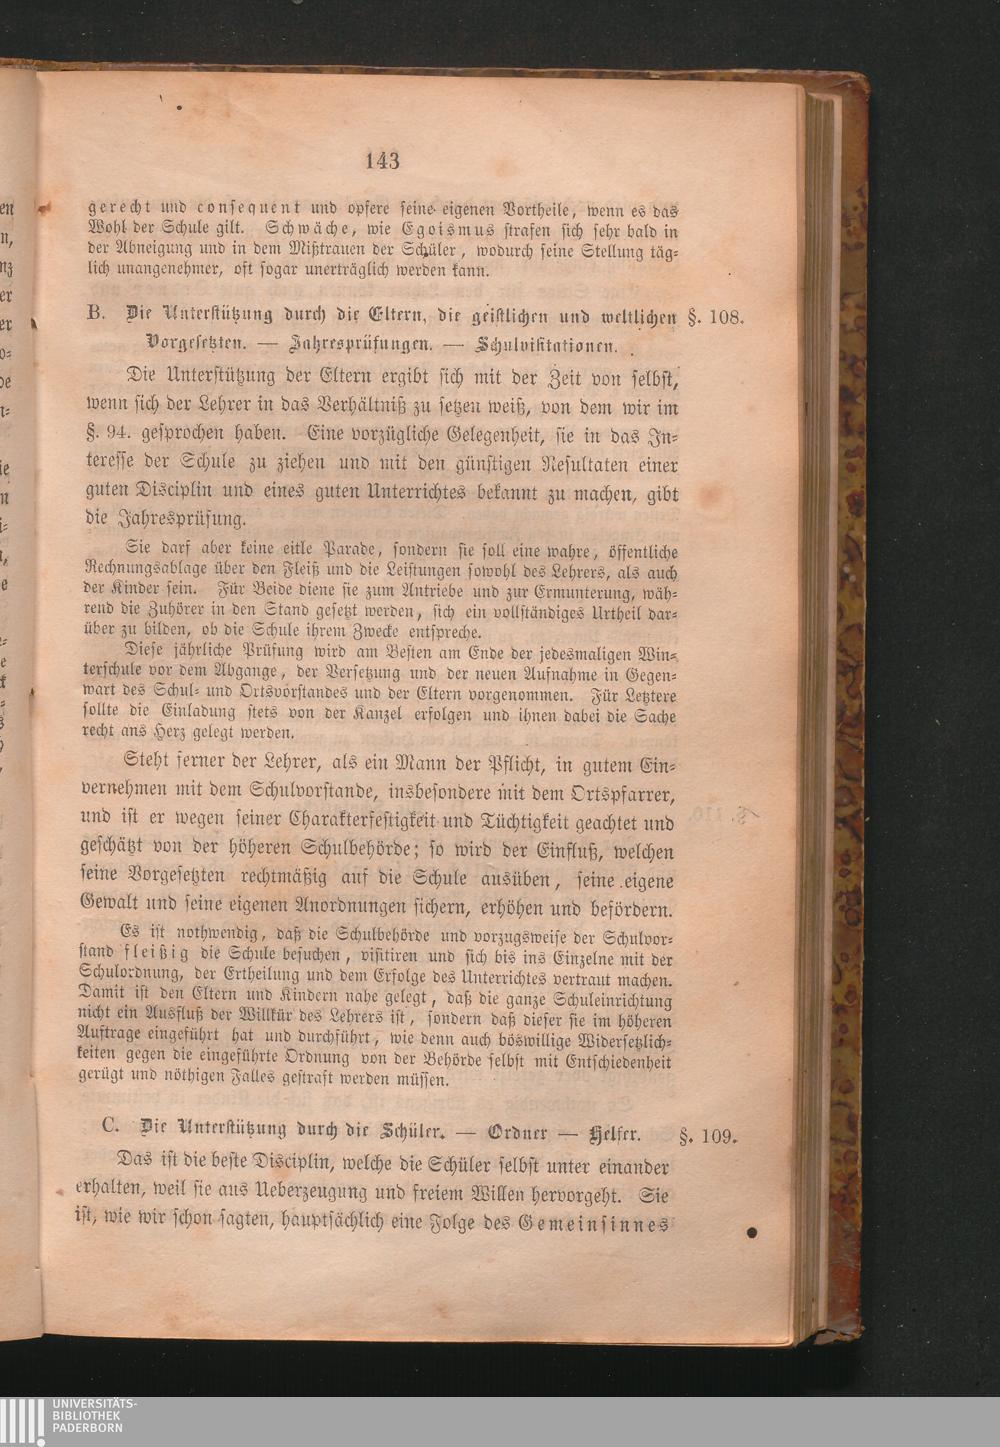 143
gerecht und consequent und opfere seine eigenen Vortheile, wenn es das
Wohl der Schule gilt. Schwäche, wie Egoismus strafen sich sehr bald in
der Abneigung und in dem Mißtrauen der Schüler, wodurch seine Stellung täg-
lich unangenehmer, oft sogar unerträglich werden kann.
B. Die Unterstützung durch die Eltern, die geistlichen und weltlichen §. 108.
Vorgesetzten. — Jahresprüfungen. — Schulvisitationen.
Die Unterstützung der Eltern ergibt sich mit der Zeit von selbst,
wenn sich der Lehrer in das Verhältniß zu setzen weiß, von dem wir im
§. 94. gesprochen haben. Eine vorzügliche Gelegenheit, sie in das In-
teresse der Schule zu ziehen und mit den günstigen Resultaten einer
guten Disciplin und eines guten Unterrichtes bekannt zu machen, gibt
die Jahresprüfung.
Sie darf aber keine eitle Parade, sondern sie soll eine wahre, öffentliche
Rechnungsablage über den Fleiß und die Leistungen sowohl des Lehrers, als auch
der Kinder sein. Für Beide diene sie zum Antriebe und zur Ermunterung, wäh-
rend die Zuhörer in den Stand gesetzt werden, sich ein vollständiges Urtheil dar-
über zu bilden, ob die Schule ihrem Zwecke entspreche.
Diese jährliche Prüfung wird am Besten am Ende der jedesmaligen Win-
terschule vor dem Abgange, der Versetzung und der neuen Aufnahme in Gegen-
wart des Schul- und Ortsvorstandes und der Eltern vorgenommen. Für Letztere
sollte die Einladung stets von der Kanzel erfolgen und ihnen dabei die Sache
recht ans Herz gelegt werden.
Steht ferner der Lehrer, als ein Mann der Pflicht, in gutem Ein-
vernehmen mit dem Schulvorstande, insbesondere mit dem Ortspfarrer,
und ist er wegen seiner Charakterfestigkeit und Tüchtigkeit geachtet und
geschätzt von der höheren Schulbehörde; so wird der Einfluß, welchen
seine Vorgesetzten rechtmäßig auf die Schule ausüben, seine eigene
Gewalt und seine eigenen Anordnungen sichern, erhöhen und befördern.
Es ist nothwendig, daß die Schulbehörde und vorzugsweise der Schulvor-
stand fleißig die Schule besuchen, visitiren und sich bis ins Einzelne mit der
Schulordnung, der Ertheilung und dem Erfolge des Unterrichtes vertraut machen.
Damit ist den Eltern und Kindern nahe gelegt, daß die ganze Schuleinrichtung
nicht ein Ausfluß der Willkür des Lehrers ist, sondern daß dieser sie im höheren
Auftrage eingeführt hat und durchführt, wie denn auch böswillige Widersetzlich-
keiten gegen die eingeführte Ordnung von der Behörde selbst mit Entschiedenheit
gerügt und nöthigen Falles gestraft werden müssen.
C. Die Unterstützung durch die Schüler. — Ordner — Helfer. §. 109.
Das ist die beste Disciplin, welche die Schüler selbst unter einander
erhalten, weil sie aus Ueberzeugung und freiem Willen hervorgeht. Sie
ist, wie wir schon sagten, hauptsächlich eine Folge des Gemeinsinnes
UNIVERSITÄTS-
BIBLIOTHEK
PADERBORN